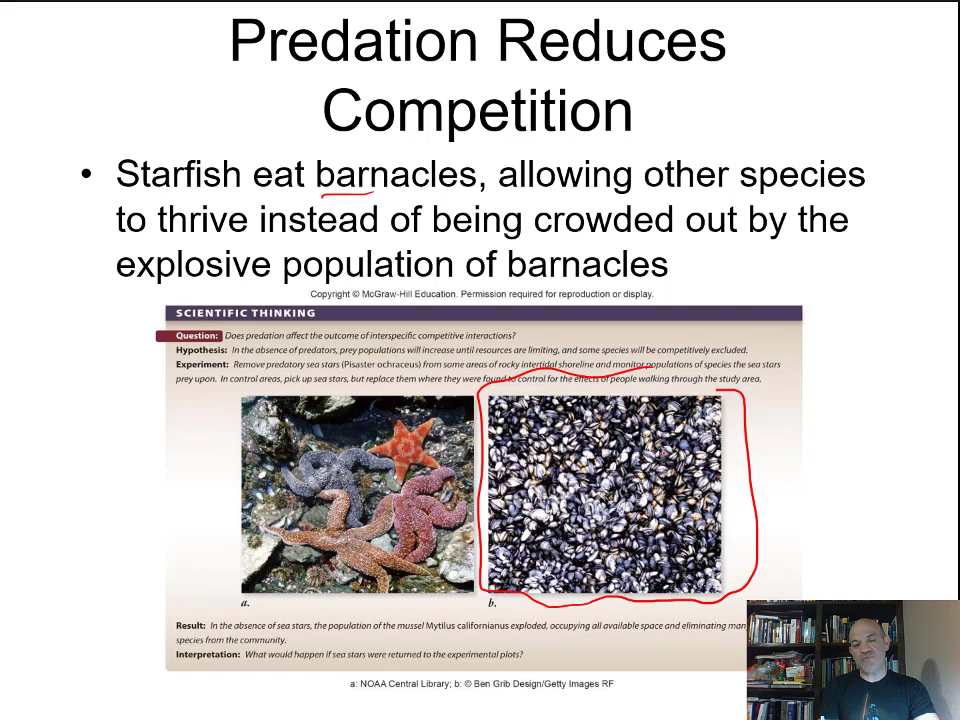 Predation Reduces
Competition
• Starfish eat barnacles, allowing other species
to thrive instead of being crowded out by the
explosive population of barnacles
Copyright © McGraw-Hill Education. Permission required for reproduction or display.
SCIENTIFIC THINKING
Question: Does predation affect the outcome of interspecific competitive interactions?
Hypothesis: In the absence of predators, prey populations will increase until resources are limiting, and some species will be competitively excluded.
Experiment: Remove predatory sea stars (Pisaster ochraceus) from some areas of rocky intertidal shoreline and monitor populations of species the sea stars
prey upon. In control areas, pick up sea stars, but replace them where they were found to control for the effects of people walking through the study area.
a.
b.
Result: In the absence of sea stars, the population of the mussel Mytilus californianus exploded, occupying all available space and eliminating man
species from the community.
Interpretation: What would happen if sea stars were returned to the experimental plots?
a: NOAA Central Library; b: © Ben Grib Design/Getty Images RF